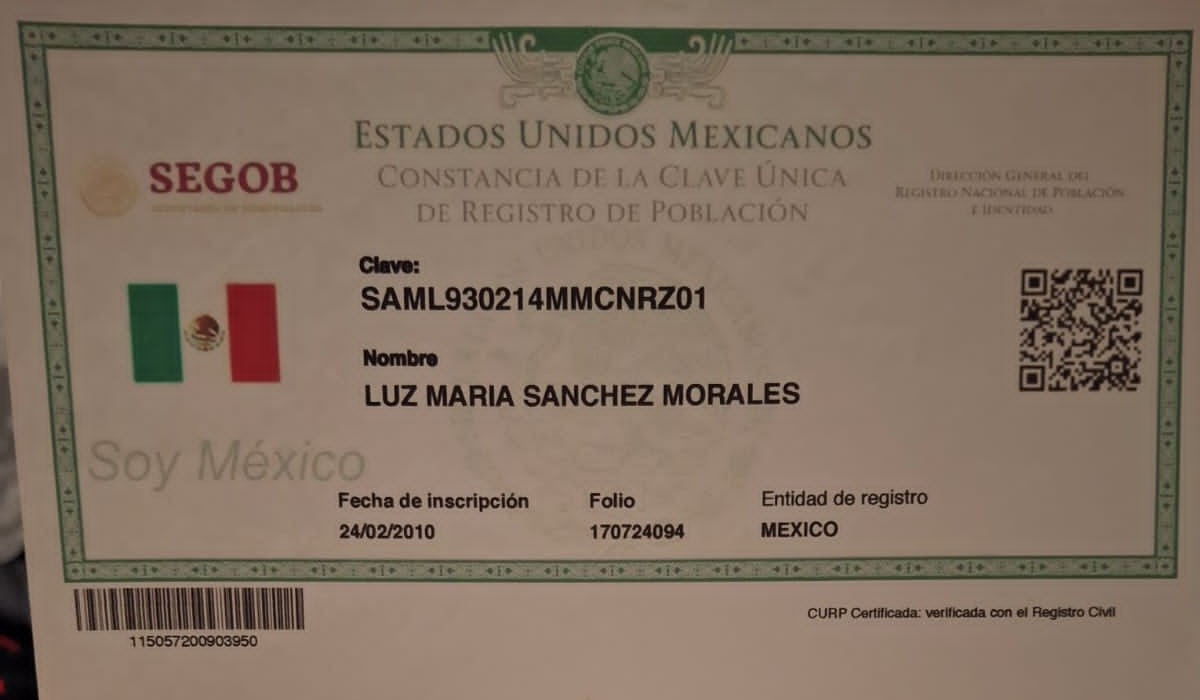 ESTADOS UNIDOS MEXICANOS
SEGOB
CONSTANCIA DE LA CLAVE ÚNICA
DE REGISTRO DE POBLACIÓN
DIRECCIÓN GENERAL DEL
REGISTRO NACIONAL DE POBLACIÓN
E IDENTIDAD
Clave:
SAML930214MMCNRZ01
Nombre
LUZ MARIA SANCHEZ MORALES
Soy México
Fecha de inscripción Folio Entidad de registro
24/02/2010 170724094 MEXICO
CURP Certificada: verificada con el Registro Civil
115057200903950